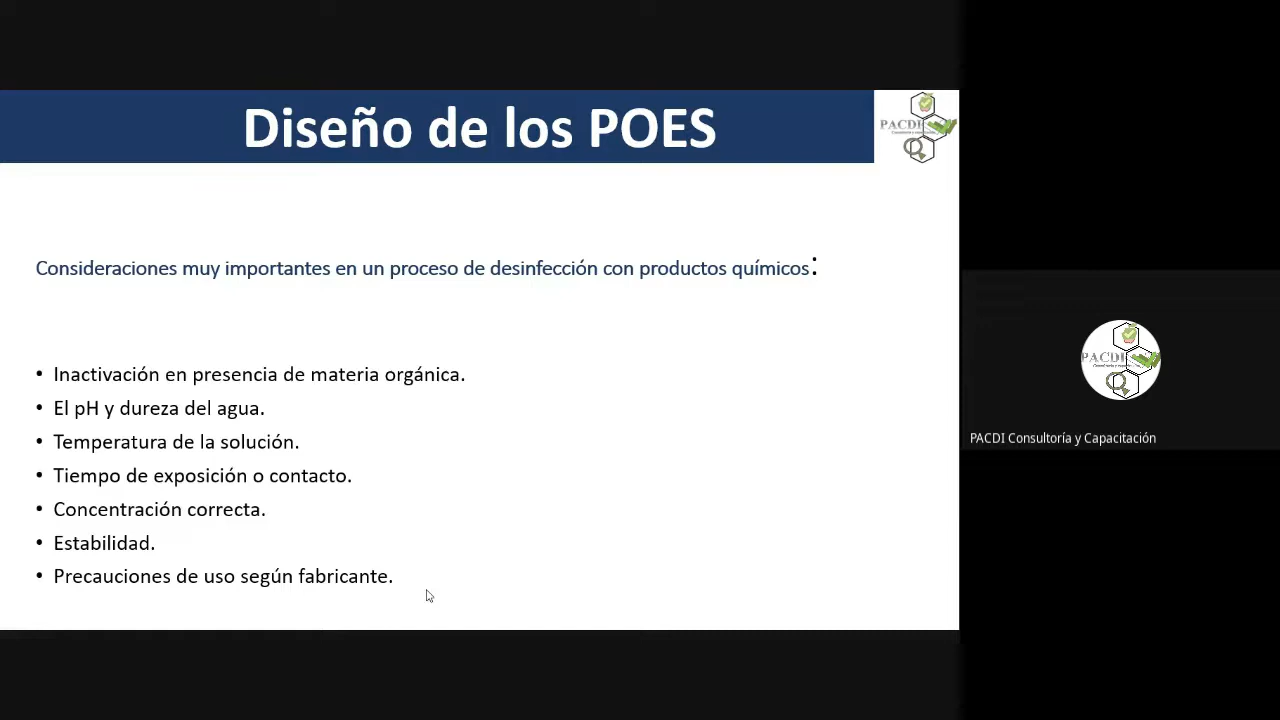 Diseño de los POES
PACDI
Consideraciones muy importantes en un proceso de desinfección con productos químicos:
• Inactivación en presencia de materia orgánica.
• El pH y dureza del agua.
• Temperatura de la solución.
• Tiempo de exposición o contacto.
• Concentración correcta.
• Estabilidad.
• Precauciones de uso según fabricante.
PACDI
PACDI Consultoría y Capacitación